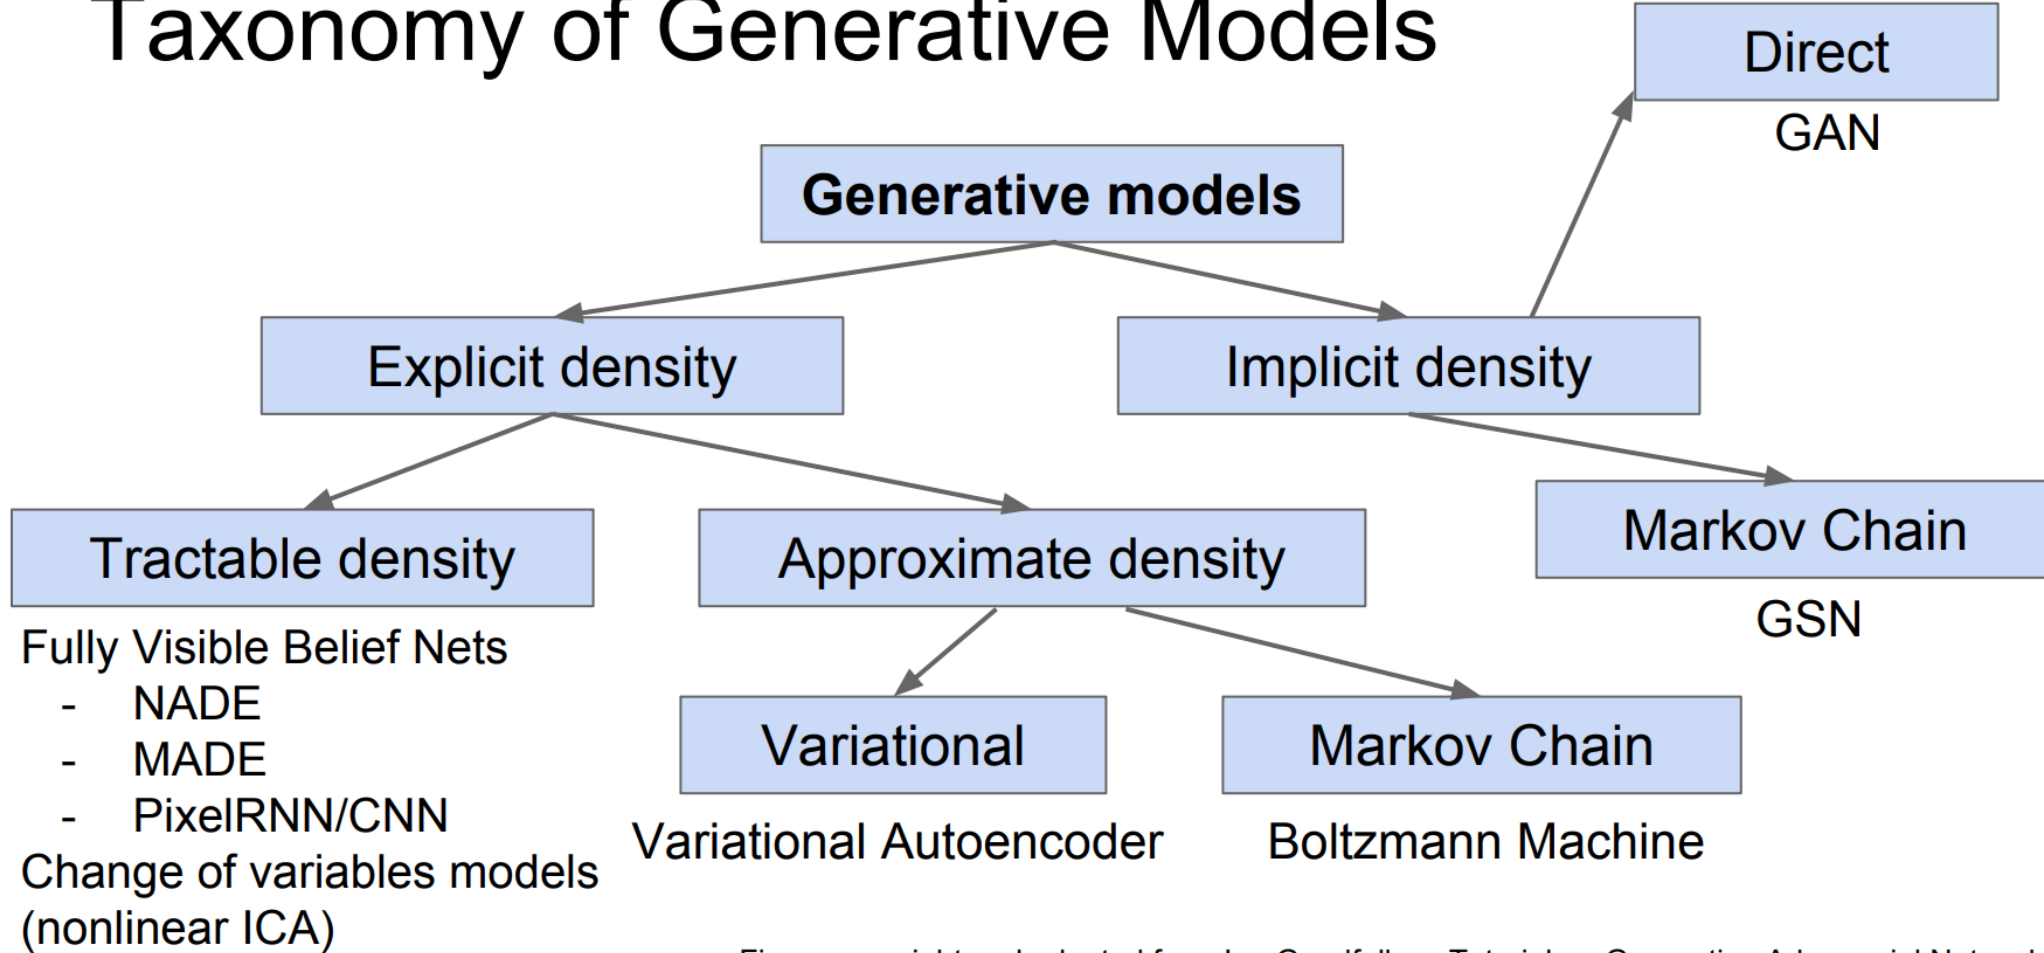 Taxonomy of Generative Models
Direct
GAN
Generative models
Explicit density
Implicit density
Tractable density
Approximate density
Markov Chain
GSN
Fully Visible Belief Nets
- NADE
- MADE
- PixelRNN/CNN
Change of variables models
(nonlinear ICA)
Variational
Markov Chain
Variational Autoencoder
Boltzmann Machine